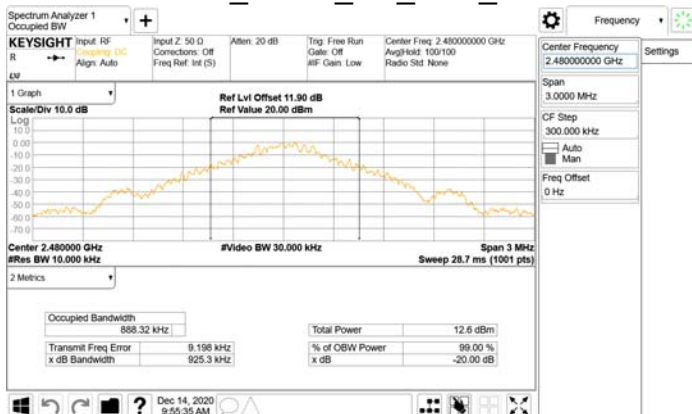 Spectrum Analyzer 1
Occupied BW
+
Frequency
KEYSIGHT
R
LXI
Input: RF
Coupling: DC
Align: Auto
Input Z: 50 Ω
Corrections: Off
Freq Ref: Int (S)
Atten: 20 dB
Trig: Free Run
Gate: Off
#IF Gain: Low
Center Freq: 2.480000000 GHz
Avg|Hold: 100/100
Radio Std: None
Center Frequency
2.480000000 GHz
Settings
Span
3.0000 MHz
CF Step
300.000 kHz
Auto
Man
Freq Offset
0 Hz
1 Graph
Scale/Div 10.0 dB
Ref Lvl Offset 11.90 dB
Ref Value 20.00 dBm
Log
10.0
0.00
-10.0
-20.0
-30.0
-40.0
-50.0
-60.0
-70.0
Center 2.480000 GHz
#Res BW 10.000 kHz
#Video BW 30.000 kHz
Span 3 MHz
Sweep 28.7 ms (1001 pts)
2 Metrics
Occupied Bandwidth
888.32 kHz
Total Power 12.6 dBm
Transmit Freq Error 9.198 kHz
% of OBW Power 99.00 %
x dB Bandwidth 925.3 kHz
x dB -20.00 dB
?
Dec 14, 2020
9:55:35 AM